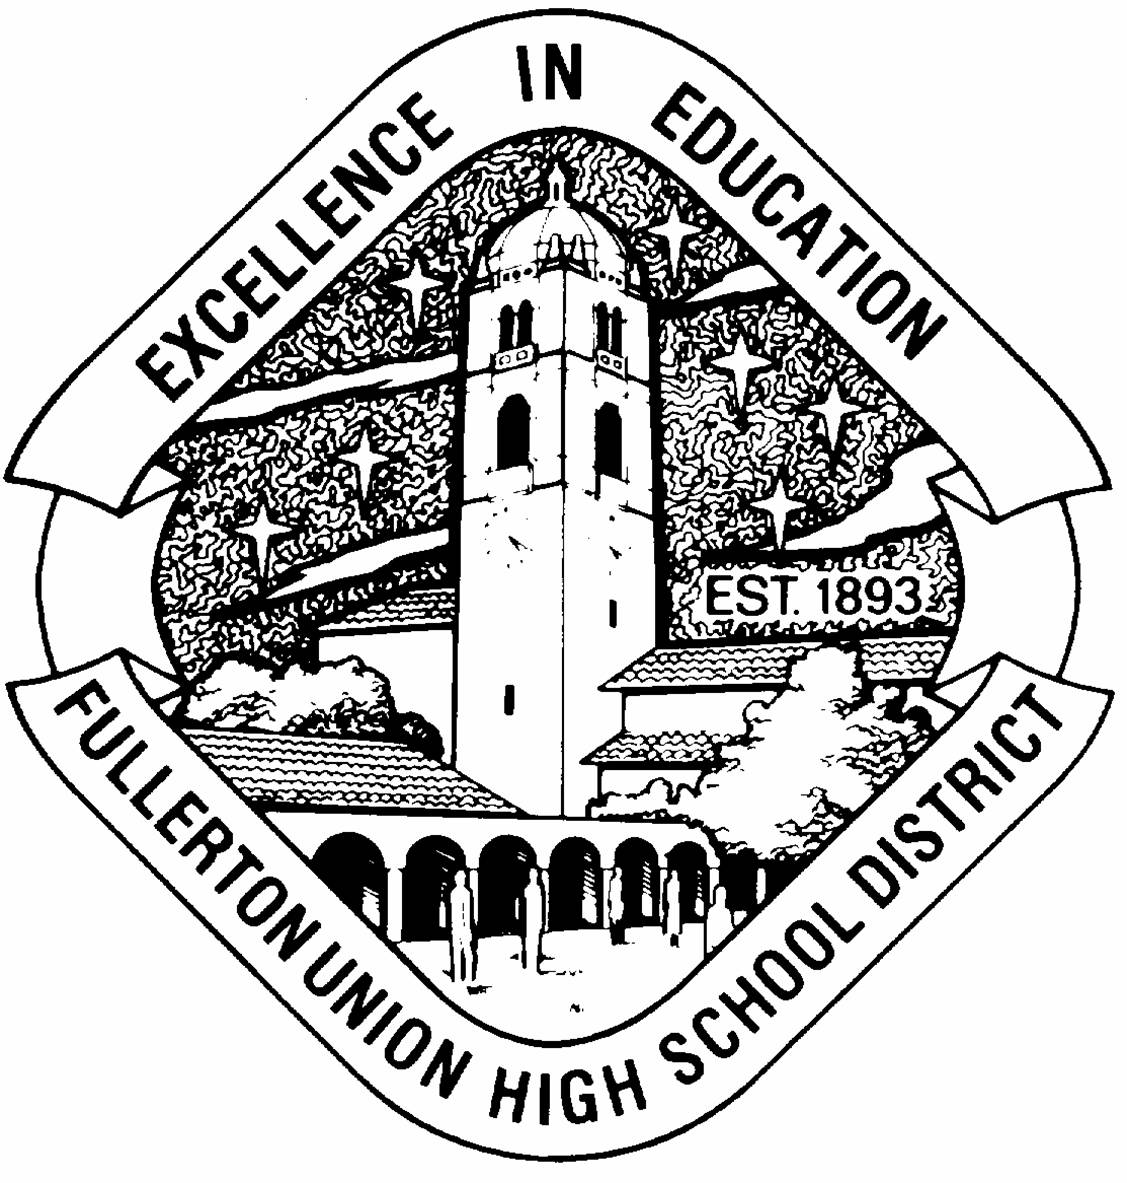 EXCELLENCE IN EDUCATION
EST. 1893
FULLERTON UNION HIGH SCHOOL DISTRICT